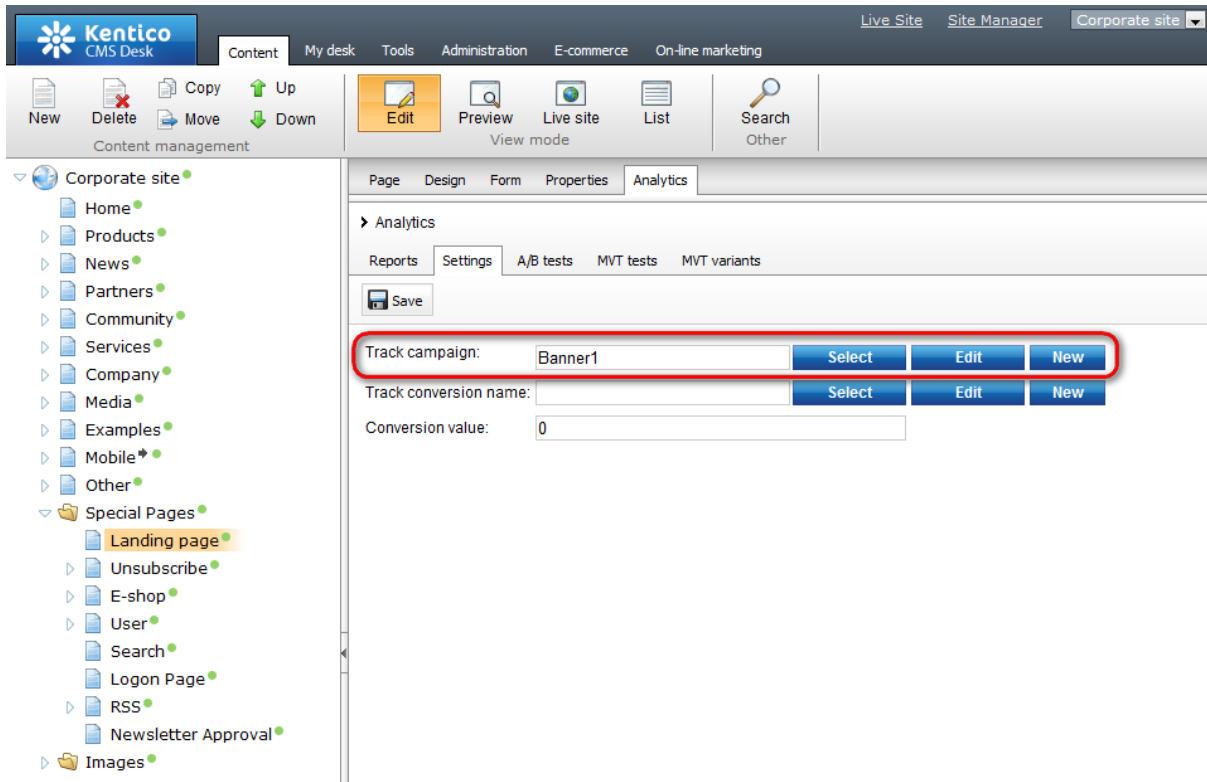 Kentico
CMS Desk
Live Site Site Manager Corporate site
Content My desk Tools Administration E-commerce On-line marketing
New Delete Copy Move Up Down
Content management
Edit Preview Live site List
View mode
Search
Other
Corporate site
Home
Products
News
Partners
Community
Services
Company
Media
Examples
Mobile
Other
Special Pages
Landing page
Unsubscribe
E-shop
User
Search
Logon Page
RSS
Newsletter Approval
Images
Page Design Form Properties Analytics
Analytics
Reports Settings A/B tests MVT tests MVT variants
Save
Track campaign: Banner1 Select Edit New
Track conversion name: Select Edit New
Conversion value: 0